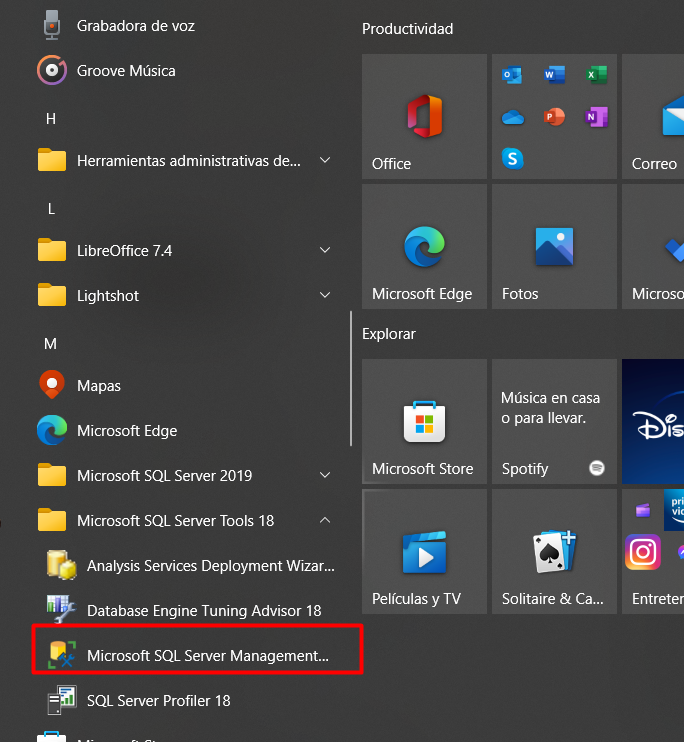 Grabadora de voz
Groove Música
H
Herramientas administrativas de...
L
LibreOffice 7.4
Lightshot
M
Mapas
Microsoft Edge
Microsoft SQL Server 2019
Microsoft SQL Server Tools 18
Analysis Services Deployment Wizar...
Database Engine Tuning Advisor 18
Microsoft SQL Server Management...
SQL Server Profiler 18
Productividad
Office
Correo
Microsoft Edge
Fotos
Explorar
Microsoft Store
Música en casa
o para llevar.
Spotify
Películas y TV
Solitaire & Ca...